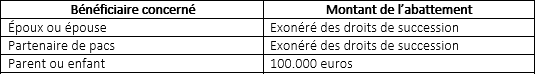 Bénéficiaire concerné Montant de l’abattement
Époux ou épouse Exonéré des droits de succession
Partenaire de pacs Exonéré des droits de succession
Parent ou enfant 100.000 euros